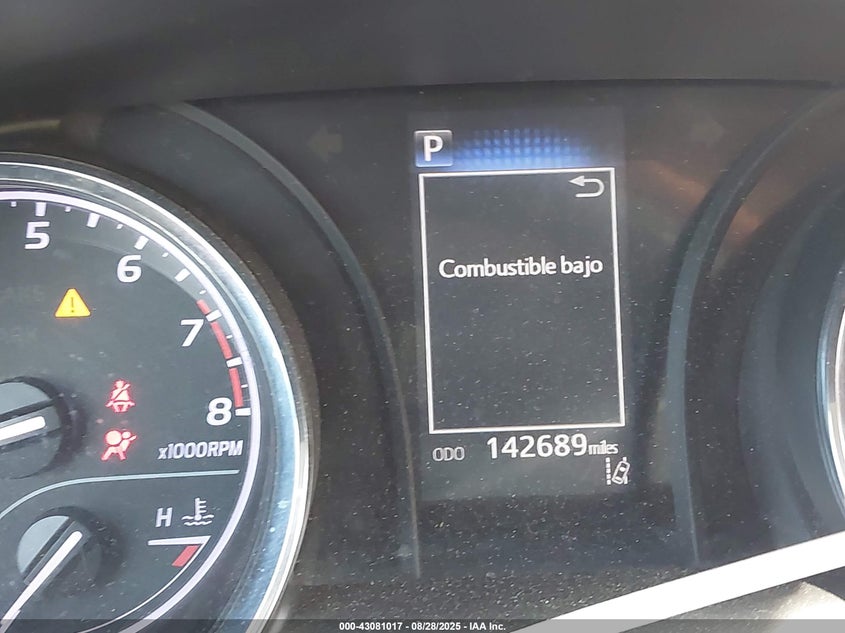 P
5
6
7
8
x1000RPM
H
Combustible bajo
ODO 142689 miles
000-43081017 - 08/28/2025 - IAA Inc.